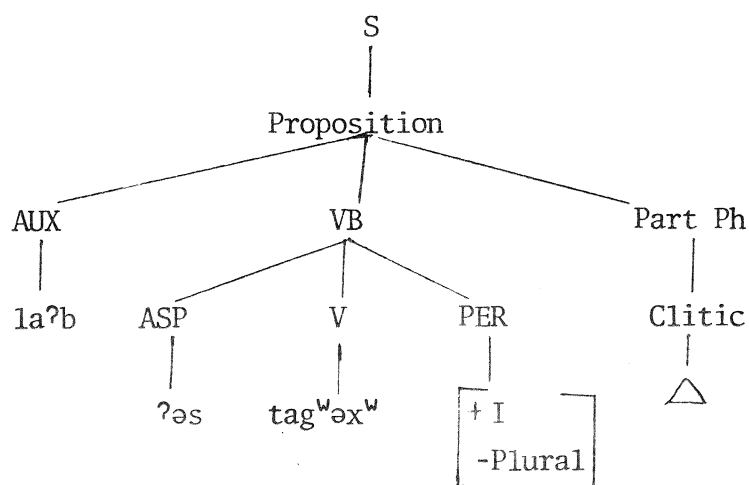 S
Proposition
AUX VB Part Ph
laʔb ASP V PER Clitic
ʔəs tagʷəxʷ + I
-Plural